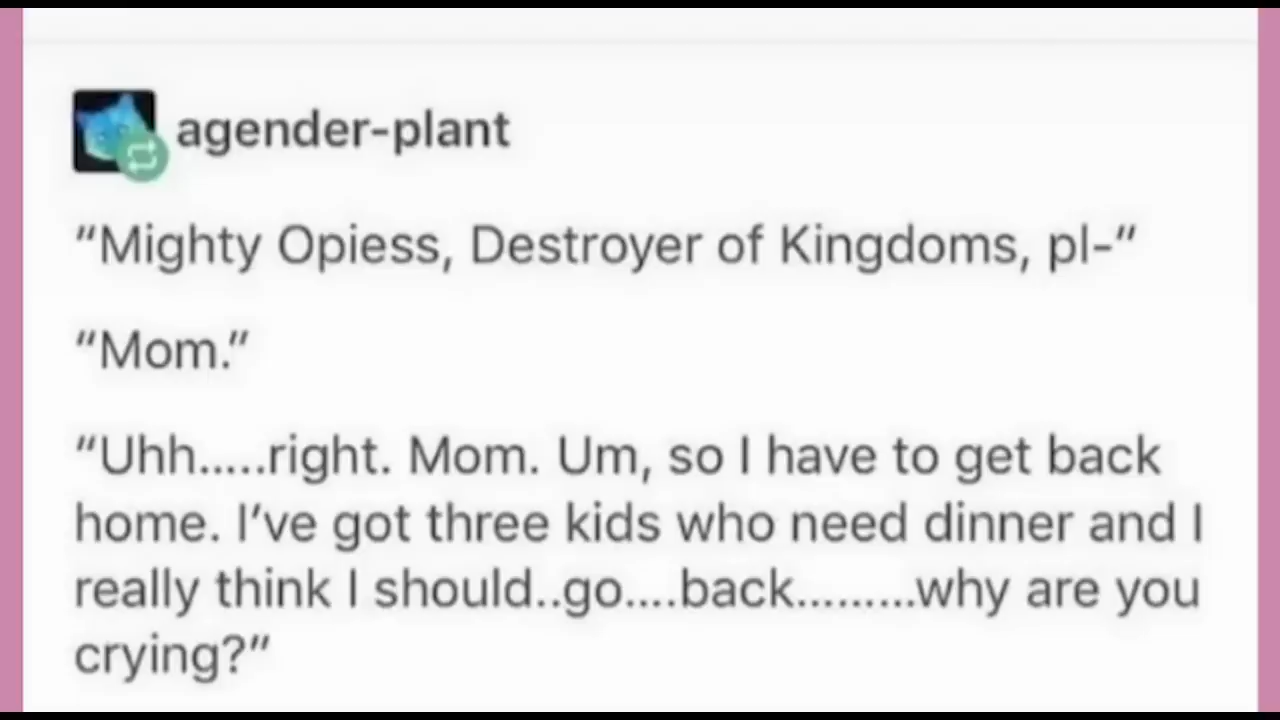 agender-plant
“Mighty Opiess, Destroyer of Kingdoms, pl-”
“Mom.”
“Uhh.....right. Mom. Um, so I have to get back
home. I’ve got three kids who need dinner and I
really think I should..go....back.........why are you
crying?”